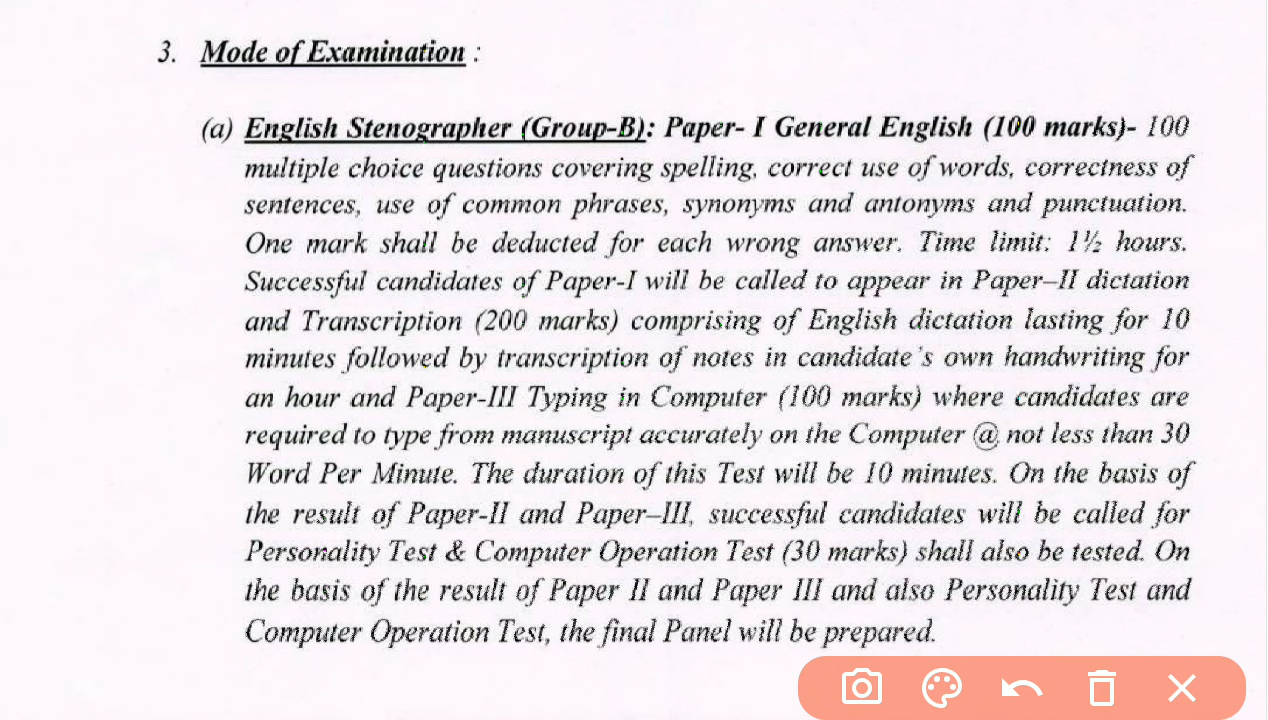 3. Mode of Examination :
(a) English Stenographer (Group-B): Paper- I General English (100 marks)- 100
multiple choice questions covering spelling, correct use of words, correctness of
sentences, use of common phrases, synonyms and antonyms and punctuation.
One mark shall be deducted for each wrong answer. Time limit: 1½ hours.
Successful candidates of Paper-I will be called to appear in Paper–II dictation
and Transcription (200 marks) comprising of English dictation lasting for 10
minutes followed by transcription of notes in candidate's own handwriting for
an hour and Paper-III Typing in Computer (100 marks) where candidates are
required to type from manuscript accurately on the Computer @ not less than 30
Word Per Minute. The duration of this Test will be 10 minutes. On the basis of
the result of Paper-II and Paper–III, successful candidates will be called for
Personality Test & Computer Operation Test (30 marks) shall also be tested. On
the basis of the result of Paper II and Paper III and also Personality Test and
Computer Operation Test, the final Panel will be prepared.